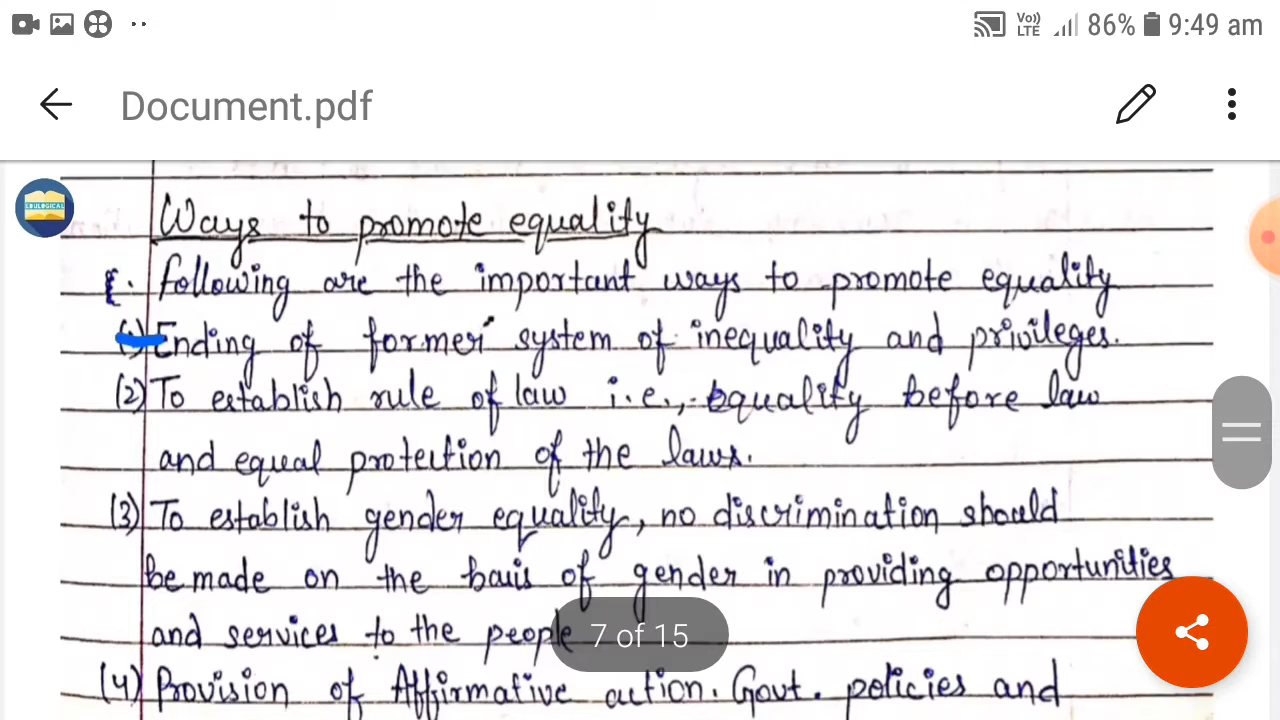 Vo)) LTE 86% 9:49 am
Document.pdf
EDULOGICAL
Ways to promote equality
Following are the important ways to promote equality
(1) Ending of former system of inequality and privileges.
(2) To establish rule of law i.e., equality before law
and equal protection of the laws.
(3) To establish gender equality, no discrimination should
be made on the basis of gender in providing opportunities
and services to the people
7 of 15
(4) Provision of Affirmative action. Govt. policies and